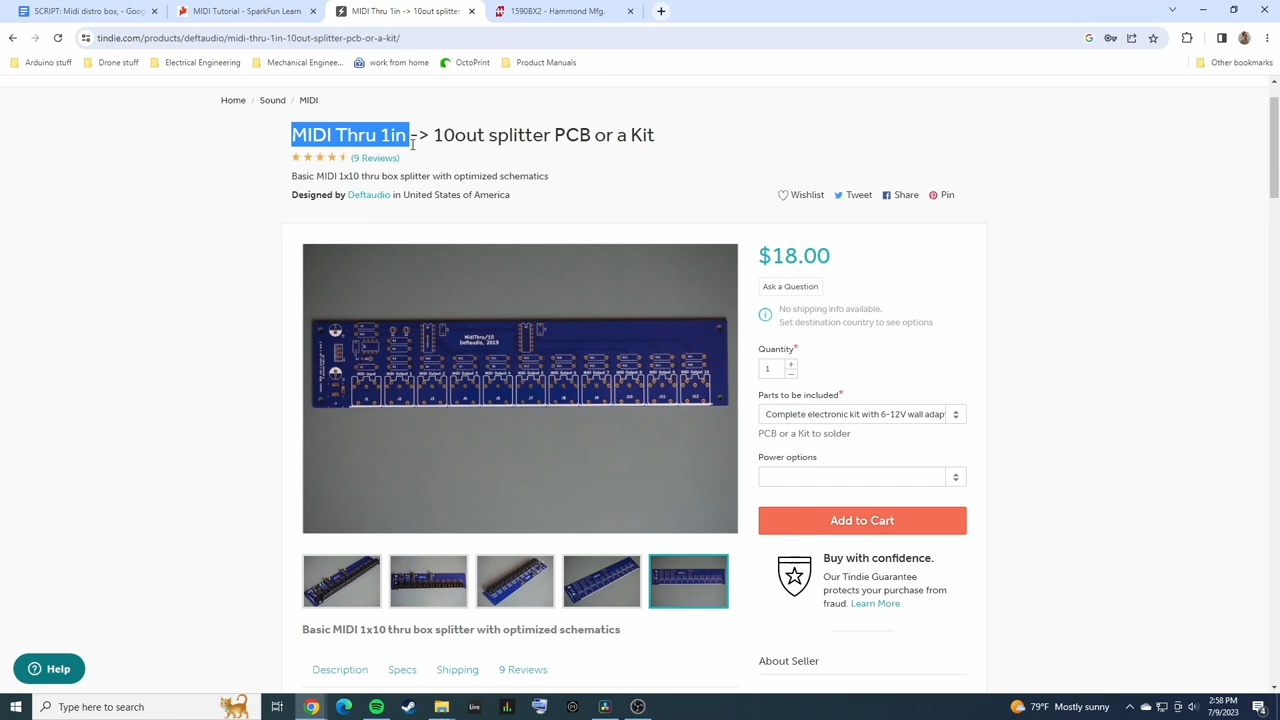 SCRIPT: Midi distro box, - Goog
MIDI Tutorial - SparkFun Learn
MIDI Thru 1in -> 10out splitter
1590BX2 - Hammond Mfg.
tindie.com/products/deftaudio/midi-thru-1in-10out-splitter-pcb-or-a-kit/
Arduino stuff
Drone stuff
Electrical Engineering
Mechanical Enginee...
work from home
OctoPrint
Product Manuals
Other bookmarks
Home / Sound / MIDI
MIDI Thru 1in -> 10out splitter PCB or a Kit
(9 Reviews)
Basic MIDI 1x10 thru box splitter with optimized schematics
Designed by Deftaudio in United States of America
Wishlist
Tweet
Share
Pin
$18.00
Ask a Question
No shipping info available.
Set destination country to see options
Quantity*
1
Parts to be included*
Complete electronic kit with 6-12V wall adap
PCB or a Kit to solder
Power options
Add to Cart
Buy with confidence.
Our Tindie Guarantee
protects your purchase from
fraud. Learn More
About Seller
MidiThru/10
Deftaudio, 2019
Basic MIDI 1x10 thru box splitter with optimized schematics
Description
Specs
Shipping
9 Reviews
Help
Type here to search
Live
79°F Mostly sunny
2:58 PM
7/9/2023